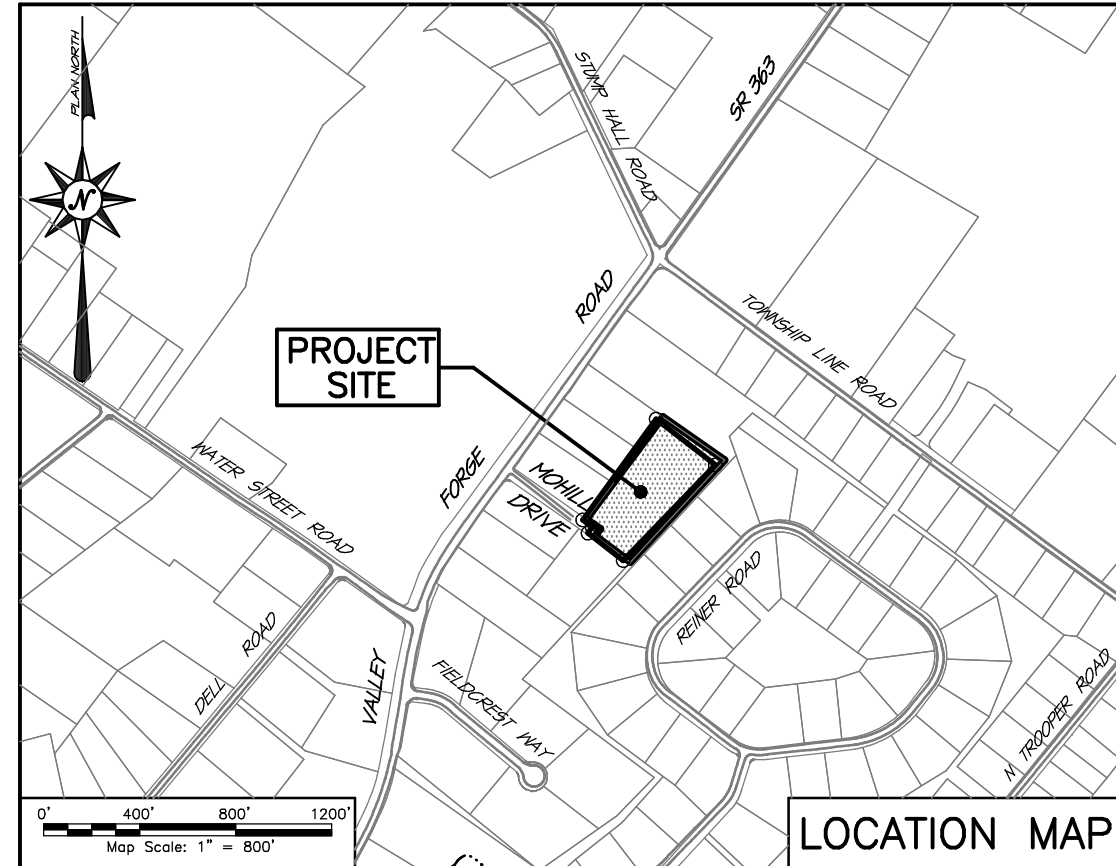 PLAN NORTH
N
STUMP HALL ROAD
SR 363
ROAD
TOWNSHIP LINE ROAD
PROJECT
SITE
WATER STREET ROAD
FORGE
MOHILL
DRIVE
REINER ROAD
DELL ROAD
VALLEY
FIELDCREST WAY
N TROOPER ROAD
0' 400' 800' 1200'
Map Scale: 1" = 800'
LOCATION MAP